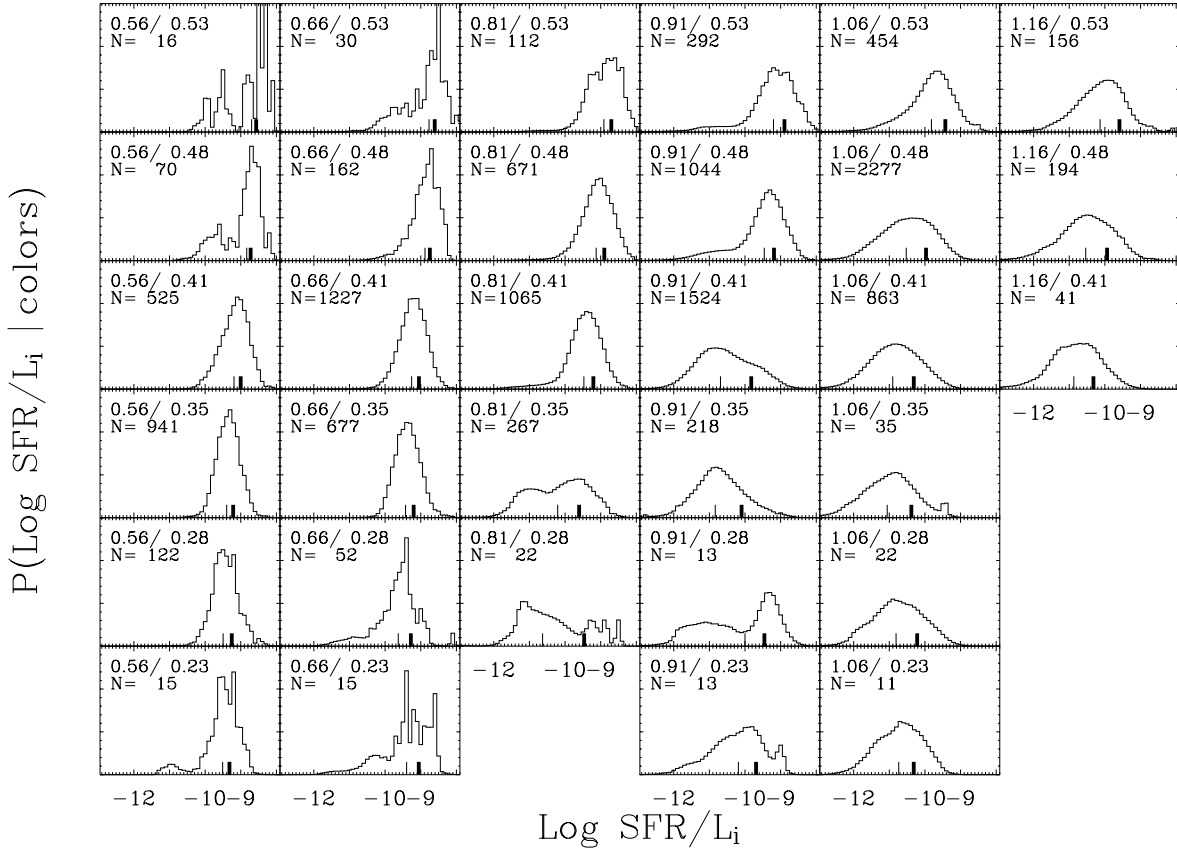 P(Log SFR/Li | colors)
0.56/ 0.53
N= 16
0.66/ 0.53
N= 30
0.81/ 0.53
N= 112
0.91/ 0.53
N= 292
1.06/ 0.53
N= 454
1.16/ 0.53
N= 156
0.56/ 0.48
N= 70
0.66/ 0.48
N= 162
0.81/ 0.48
N= 671
0.91/ 0.48
N=1044
1.06/ 0.48
N=2277
1.16/ 0.48
N= 194
0.56/ 0.41
N= 525
0.66/ 0.41
N=1227
0.81/ 0.41
N=1065
0.91/ 0.41
N=1524
1.06/ 0.41
N= 863
1.16/ 0.41
N= 41
0.56/ 0.35
N= 941
0.66/ 0.35
N= 677
0.81/ 0.35
N= 267
0.91/ 0.35
N= 218
1.06/ 0.35
N= 35
-12 -10-9
0.56/ 0.28
N= 122
0.66/ 0.28
N= 52
0.81/ 0.28
N= 22
0.91/ 0.28
N= 13
1.06/ 0.28
N= 22
0.56/ 0.23
N= 15
0.66/ 0.23
N= 15
-12 -10-9
0.91/ 0.23
N= 13
1.06/ 0.23
N= 11
-12 -10-9
-12 -10-9
-12 -10-9
-12 -10-9
Log SFR/Li